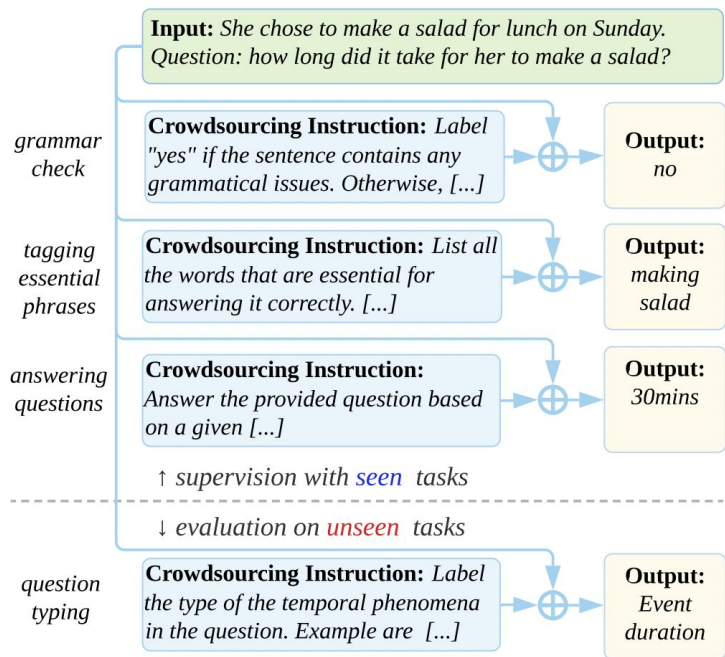 Input: She chose to make a salad for lunch on Sunday.
Question: how long did it take for her to make a salad?
grammar
check
Crowdsourcing Instruction: Label
"yes" if the sentence contains any
grammatical issues. Otherwise, [...]
Output:
no
tagging
essential
phrases
Crowdsourcing Instruction: List all
the words that are essential for
answering it correctly. [...]
Output:
making
salad
answering
questions
Crowdsourcing Instruction:
Answer the provided question based
on a given [...]
Output:
30mins
↑ supervision with seen tasks
↓ evaluation on unseen tasks
question
typing
Crowdsourcing Instruction: Label
the type of the temporal phenomena
in the question. Example are [...]
Output:
Event
duration